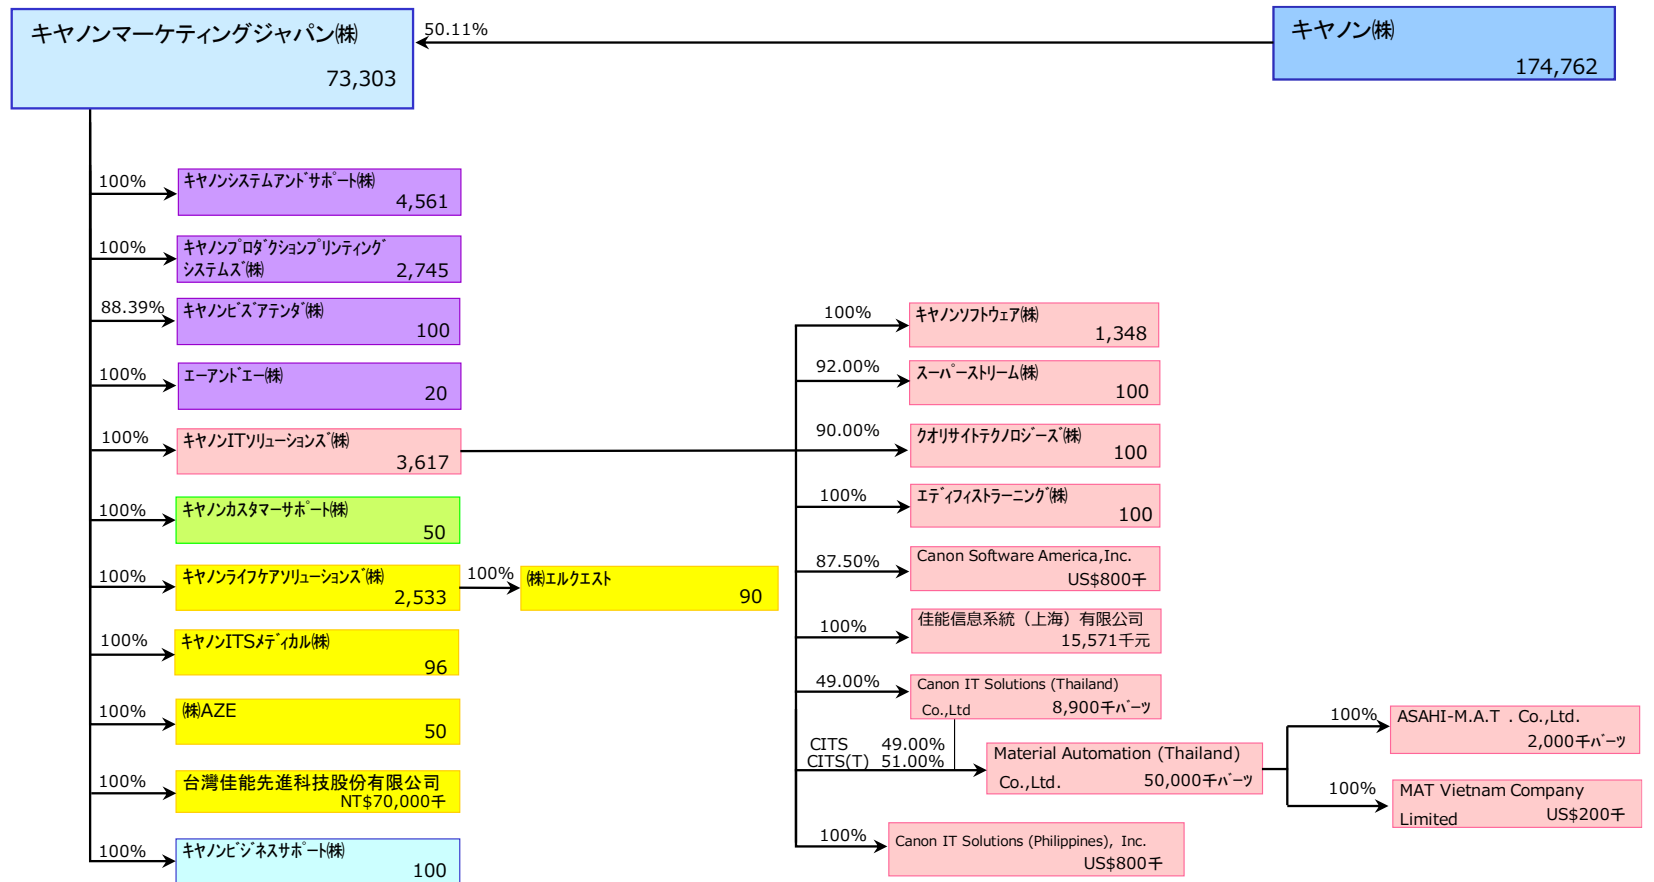 キヤノンマーケティングジャパン㈱
73,303
50.11%
キヤノン㈱
174,762
100%
ｷﾔﾉﾝｼｽﾃﾑｱﾝﾄﾞｻﾎﾟｰﾄ㈱
4,561
100%
ｷﾔﾉﾝﾌﾟﾛﾀﾞｸｼｮﾝﾌﾟﾘﾝﾃｨﾝｸﾞ
ｼｽﾃﾑｽﾞ㈱ 2,745
88.39%
ｷﾔﾉﾝﾋﾞｽﾞｱﾃﾝﾀﾞ㈱
100
100%
ｴｰｱﾝﾄﾞｴｰ㈱
20
100%
ｷﾔﾉﾝITｿﾘｭｰｼｮﾝｽﾞ㈱
3,617
100%
ｷﾔﾉﾝｶｽﾀﾏｰｻﾎﾟｰﾄ㈱
50
100%
ｷﾔﾉﾝﾗｲﾌｹｱｿﾘｭｰｼｮﾝｽﾞ㈱
2,533
100%
㈱ｴﾙｸｴｽﾄ
90
100%
ｷﾔﾉﾝITSﾒﾃﾞｨｶﾙ㈱
96
100%
㈱AZE
50
100%
台灣佳能先進科技股份有限公司
NT$70,000千
100%
ｷﾔﾉﾝﾋﾞｼﾞﾈｽｻﾎﾟｰﾄ㈱
100
100%
ｷﾔﾉﾝｿﾌﾄｳｪｱ㈱
1,348
92.00%
ｽｰﾊﾟｰｽﾄﾘｰﾑ㈱
100
90.00%
ｸｵﾘｻｲﾄﾃｸﾉﾛｼﾞｰｽﾞ㈱
100
100%
ｴﾃﾞｨﾌｨｽﾄﾗｰﾆﾝｸﾞ㈱
100
87.50%
Canon Software America,Inc.
US$800千
100%
佳能信息系統（上海）有限公司
15,571千元
49.00%
Canon IT Solutions (Thailand)
Co.,Ltd 8,900千ﾊﾞｰﾂ
CITS 49.00%
CITS(T) 51.00%
Material Automation (Thailand)
Co.,Ltd. 50,000千ﾊﾞｰﾂ
100%
ASAHI-M.A.T . Co.,Ltd.
2,000千ﾊﾞｰﾂ
100%
MAT Vietnam Company
Limited US$200千
100%
Canon IT Solutions (Philippines), Inc.
US$800千